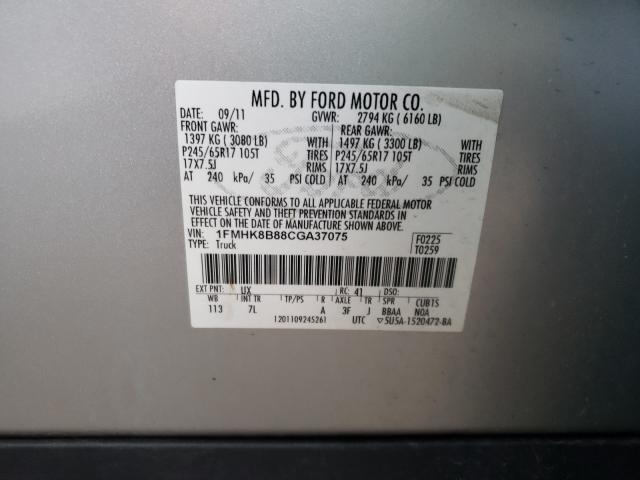 MFD. BY FORD MOTOR CO.
DATE: 09/11 GVWR: 2794 KG ( 6160 LB)
FRONT GAWR: REAR GAWR:
1397 KG ( 3080 LB) WITH 1497 KG ( 3300 LB) WITH
P245/65R17 105T TIRES P245/65R17 105T TIRES
17X7.5J RIMS 17X7.5J RIMS
AT 240 kPa/ 35 PSI COLD AT 240 kPa/ 35 PSI COLD
THIS VEHICLE CONFORMS TO ALL APPLICABLE FEDERAL MOTOR
VEHICLE SAFETY AND THEFT PREVENTION STANDARDS IN
EFFECT ON THE DATE OF MANUFACTURE SHOWN ABOVE.
VIN: 1FMHK8B88CGA37075 F0225
TYPE: Truck T0259
EXT PNT: UX RC: 41 DSO:
WB INT TR TP/PS R AXLE TR SPR CUBTS
113 7L A 3F J BBAA N0A
1201109245261 UTC ▽5U5A-1520472-BA